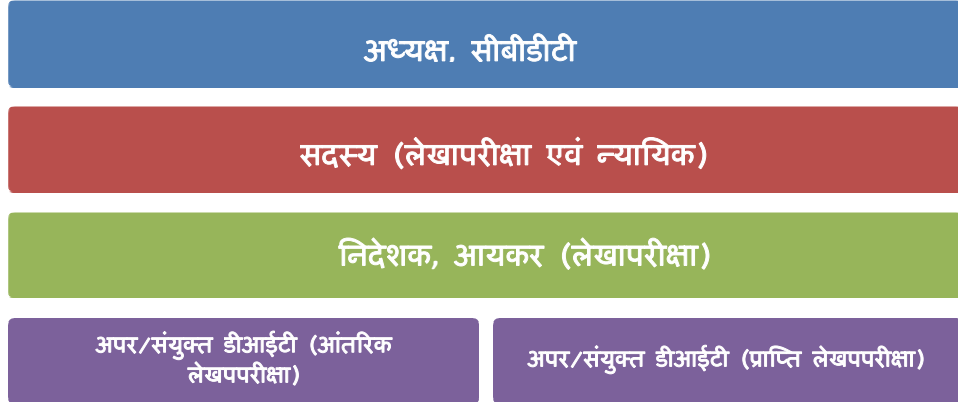 अध्यक्ष. सीबीडीटी
सदस्य (लेखापरीक्षा एवं न्यायिक)
निदेशक, आयकर (लेखापरीक्षा)
अपर/संयुक्त डीआईटी (आंतरिक
लेखपपरीक्षा)
अपर/संयुक्त डीआईटी (प्राप्ति लेखपपरीक्षा)